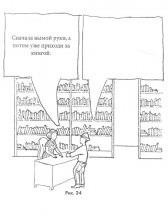 Сначала вымой руки, а
потом уже приходи за
книгой.
Рис. 24